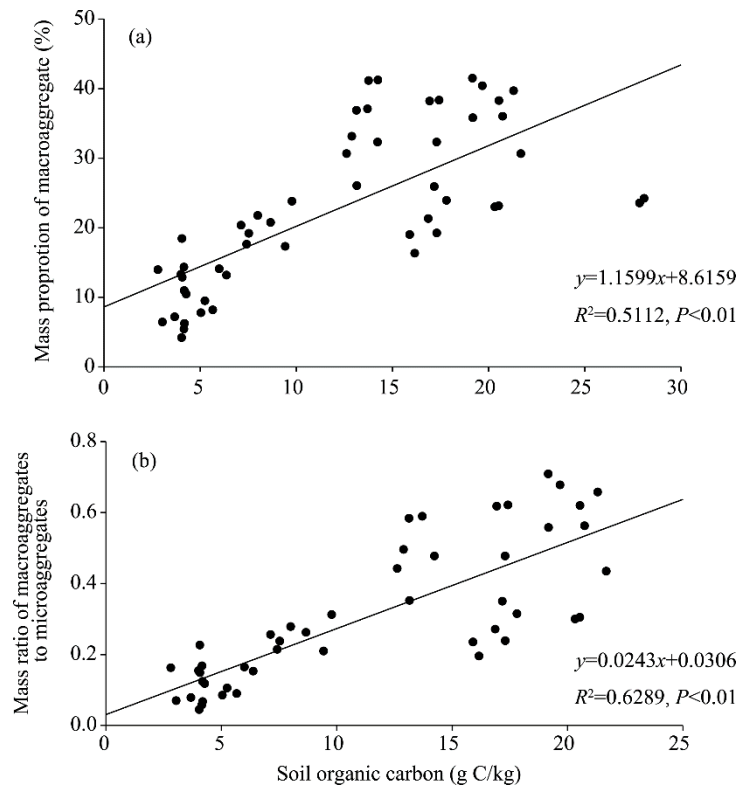 (a)
Mass proprotion of macroaggregate (%)
50
40
30
20
10
0
y=1.1599x+8.6159
R²=0.5112, P<0.01
0 5 10 15 20 25 30
(b)
Mass ratio of macroaggregates
to microaggregates
0.8
0.6
0.4
0.2
0.0
y=0.0243x+0.0306
R²=0.6289, P<0.01
0 5 10 15 20 25
Soil organic carbon (g C/kg)